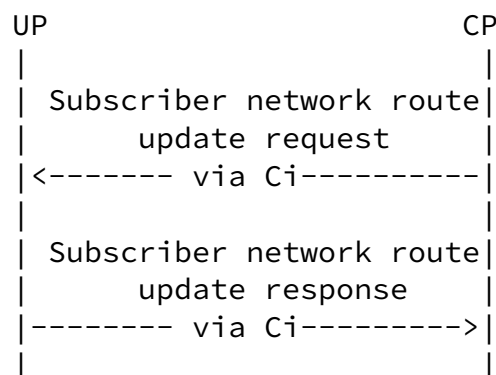 UP                         CP
|                           |
| Subscriber network route|
|      update request      |
|<------- via Ci----------|
|                           |
| Subscriber network route|
|      update response     |
|-------- via Ci--------->|
|                           |